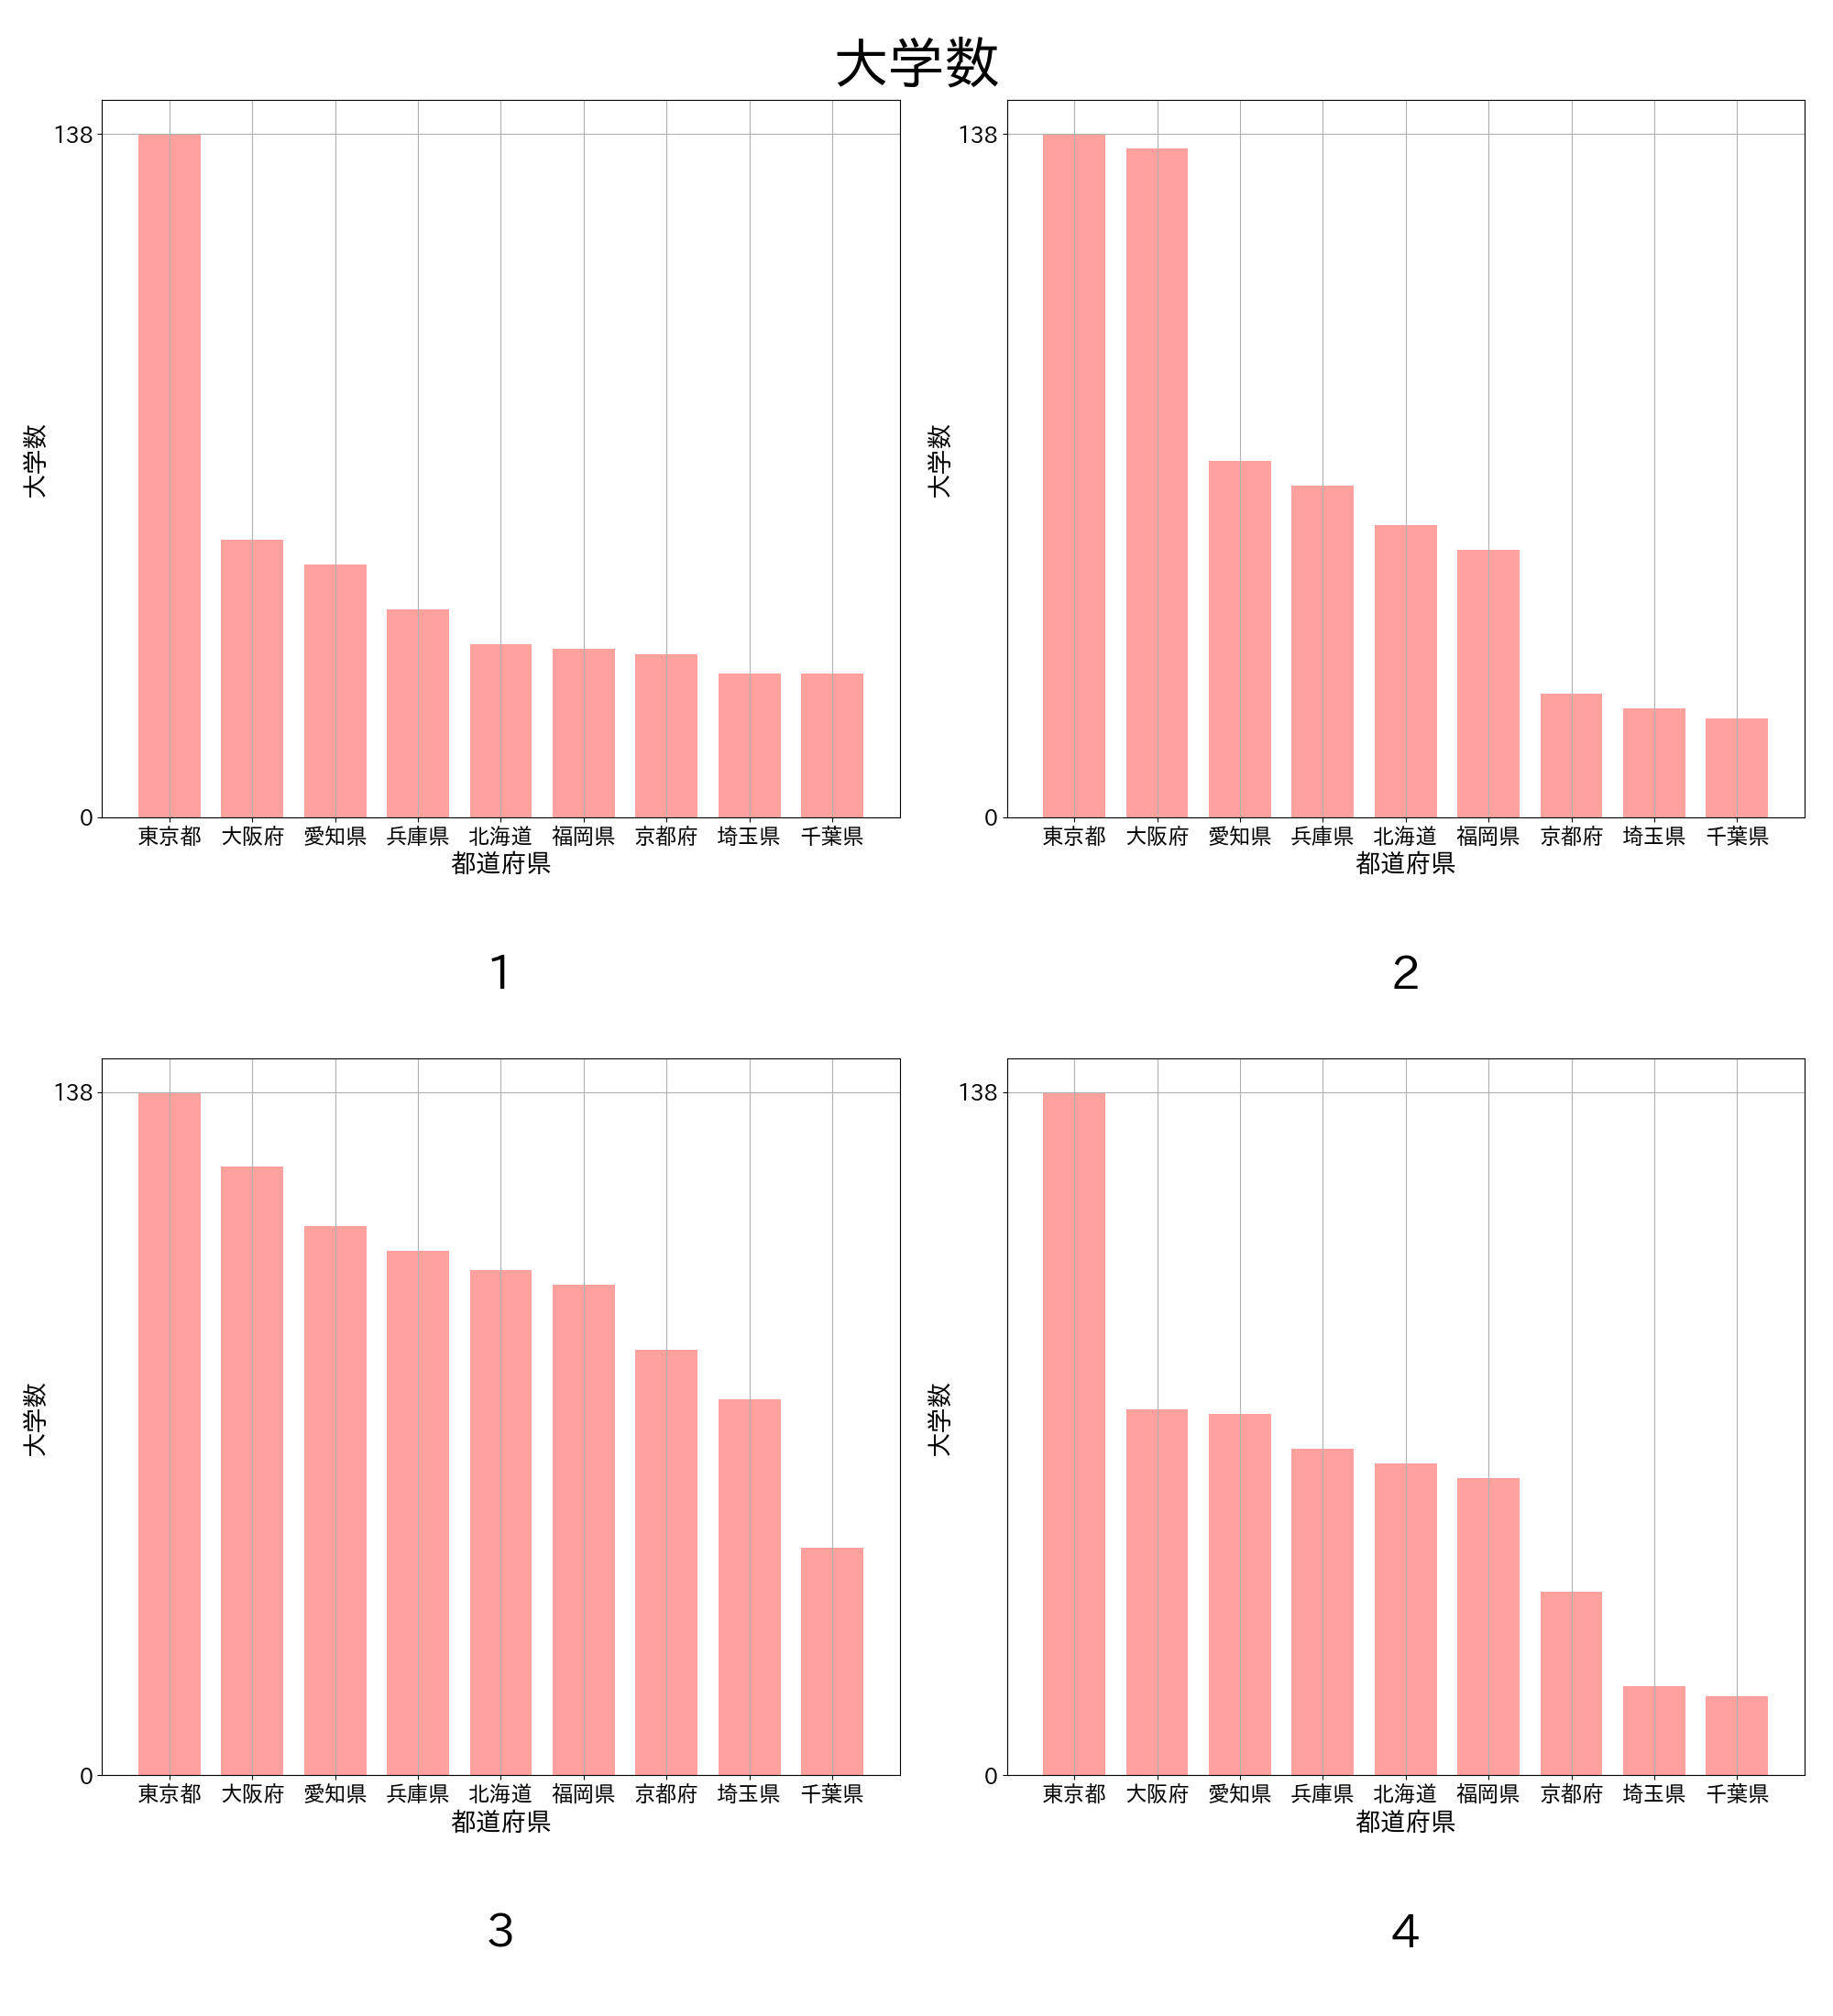 大学数
138
0
大学数
東京都 大阪府 愛知県 兵庫県 北海道 福岡県 京都府 埼玉県 千葉県
都道府県
1
138
0
大学数
東京都 大阪府 愛知県 兵庫県 北海道 福岡県 京都府 埼玉県 千葉県
都道府県
2
138
0
大学数
東京都 大阪府 愛知県 兵庫県 北海道 福岡県 京都府 埼玉県 千葉県
都道府県
3
138
0
大学数
東京都 大阪府 愛知県 兵庫県 北海道 福岡県 京都府 埼玉県 千葉県
都道府県
4